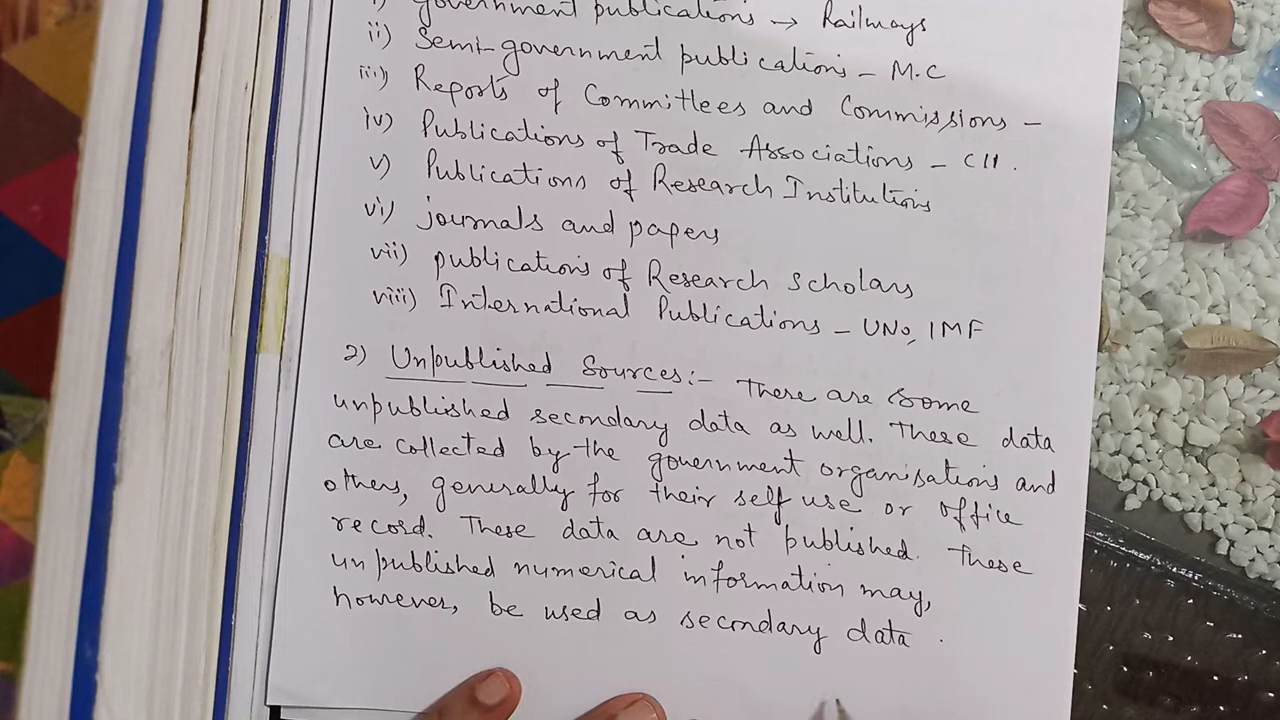 i) Government publications → Railways
ii) Semi-government publications - M.C
iii) Reports of Committees and Commissions -
iv) Publications of Trade Associations - CII.
v) Publications of Research Institutions
vi) journals and papers
vii) publications of Research Scholars
viii) International Publications - UNO, IMF
2) Unpublished Sources:- There are some
unpublished secondary data as well. These data
are collected by the government organisations and
others, generally for their self use or office
record. These data are not published. These
unpublished numerical information may,
however, be used as secondary data.